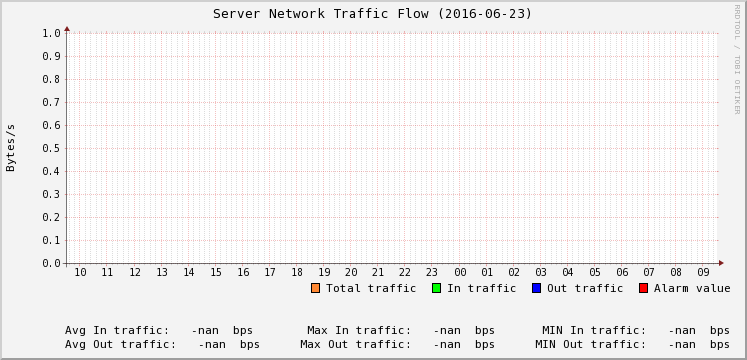 Server Network Traffic Flow (2016-06-23)
RRDTOOL / TOBI OETIKER
Bytes/s
1.0
0.9
0.8
0.7
0.6
0.5
0.4
0.3
0.2
0.1
0.0
10 11 12 13 14 15 16 17 18 19 20 21 22 23 00 01 02 03 04 05 06 07 08 09
Total traffic In traffic Out traffic Alarm value
Avg In traffic: -nan bps Max In traffic: -nan bps MIN In traffic: -nan bps
Avg Out traffic: -nan bps Max Out traffic: -nan bps MIN Out traffic: -nan bps